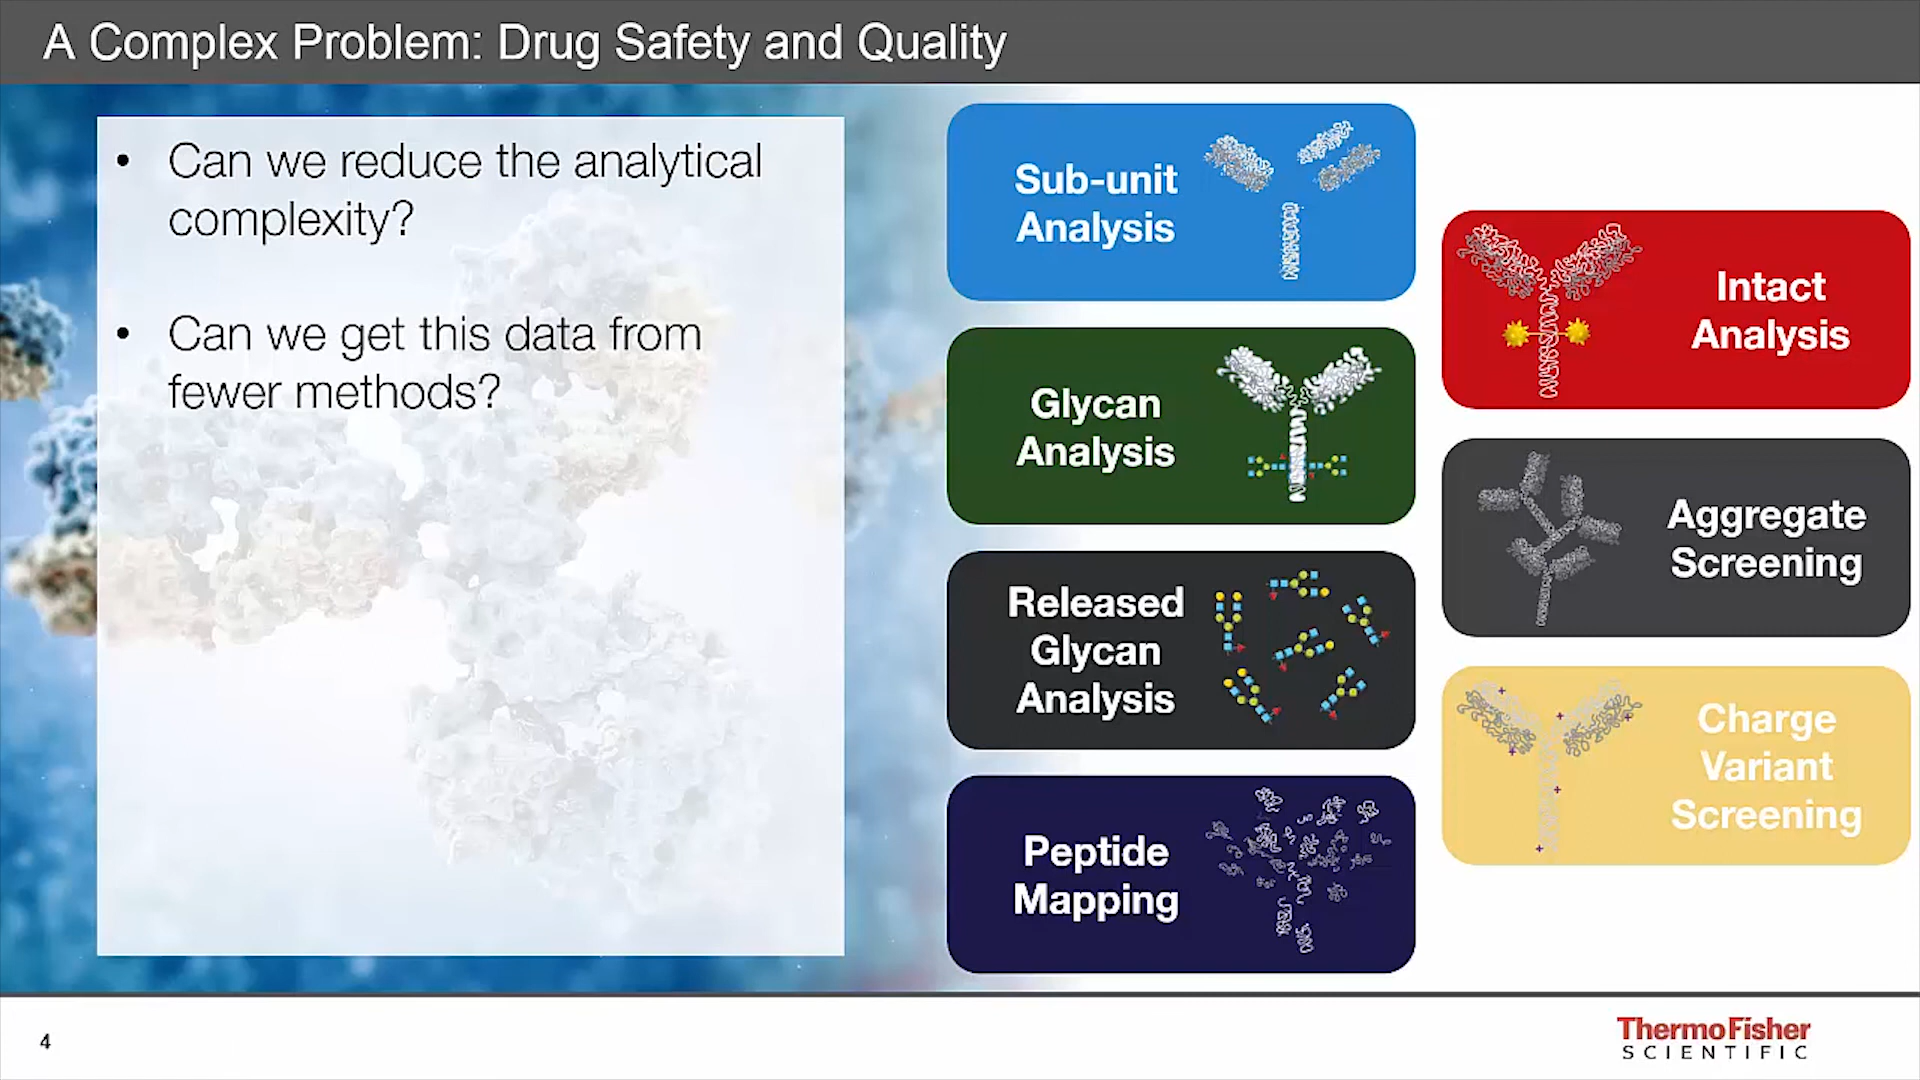 A Complex Problem: Drug Safety and Quality
• Can we reduce the analytical
complexity?
• Can we get this data from
fewer methods?
Sub-unit
Analysis
Glycan
Analysis
Released
Glycan
Analysis
Peptide
Mapping
Intact
Analysis
Aggregate
Screening
Charge
Variant
Screening
4
ThermoFisher
SCIENTIFIC